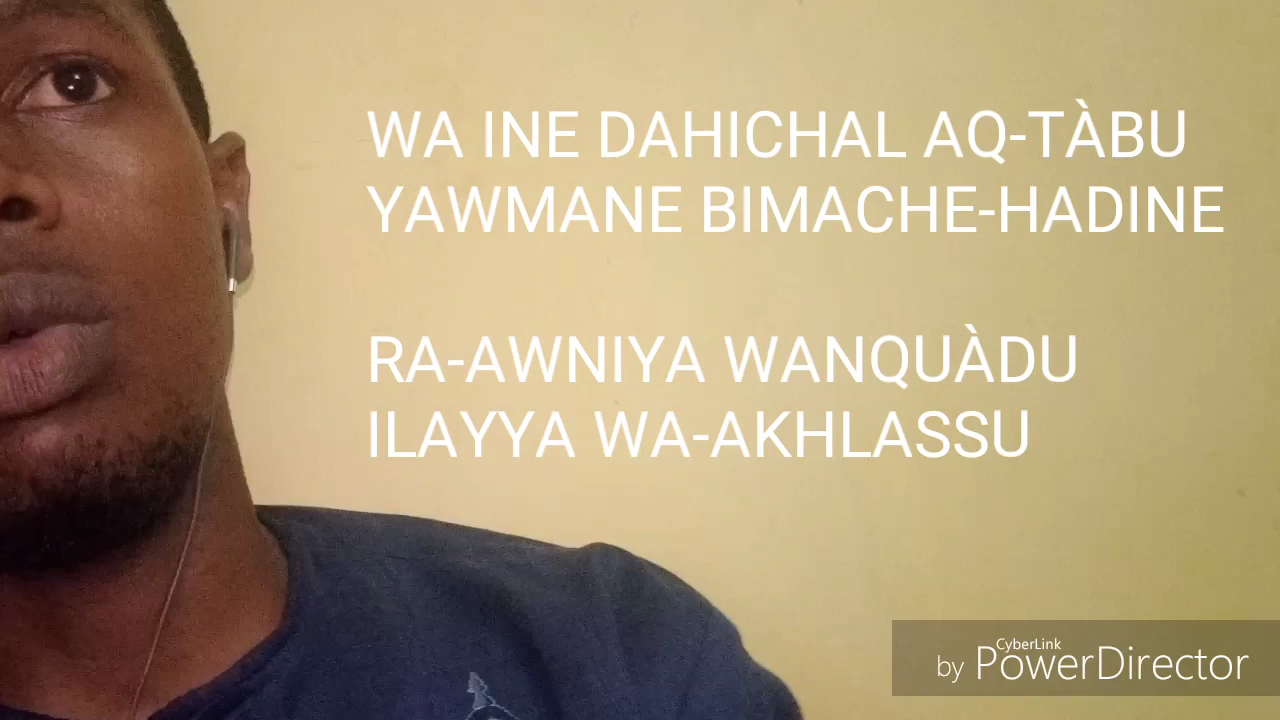 WA INE DAHICHAL AQ-TÀBU
YAWMANE BIMACHE-HADINE
RA-AWNIYA WANQUÀDU
ILAYYA WA-AKHLASSU
by CyberLink PowerDirector